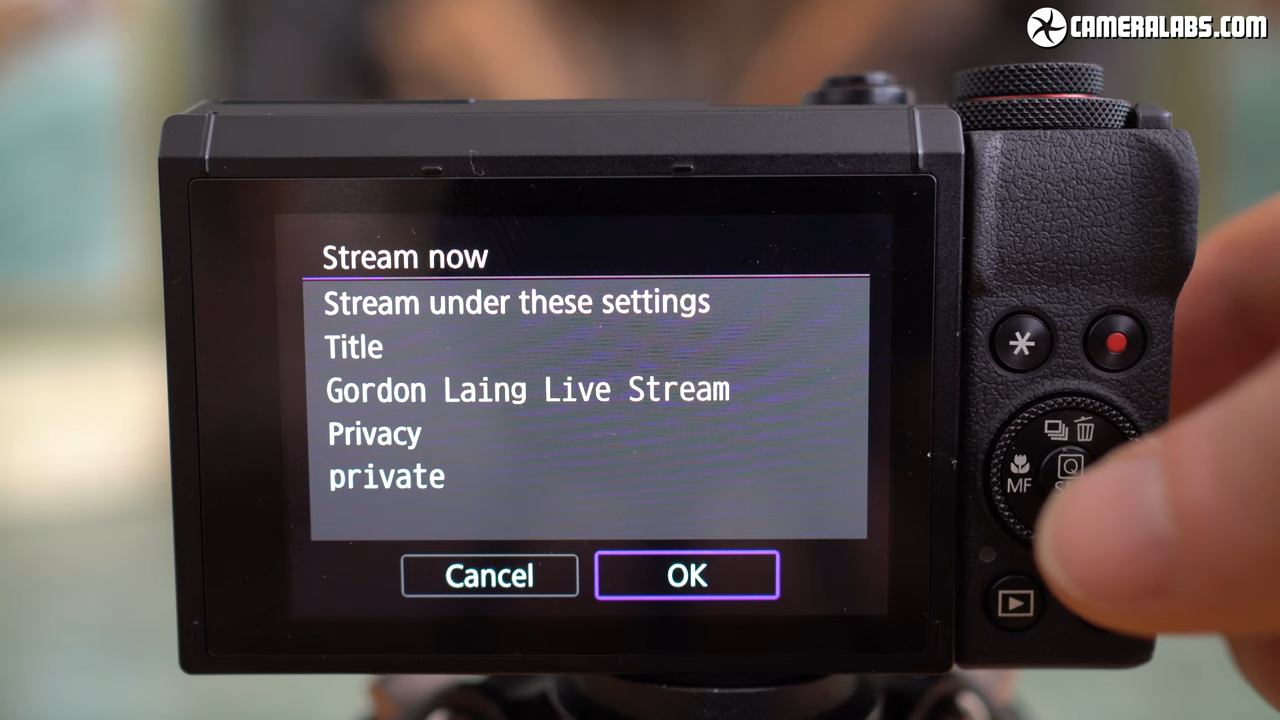 CAMERALABS.COM
Stream now
Stream under these settings
Title
Gordon Laing Live Stream
Privacy
private
Cancel
OK
MF
Q